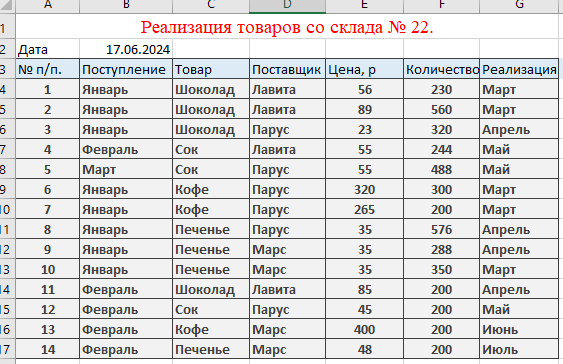 A B C D E F G
1 Реализация товаров со склада № 22.
2 Дата 17.06.2024
3 № п/п. Поступление Товар Поставщик Цена, р Количество Реализация
4 1 Январь Шоколад Лавита 56 230 Март
5 2 Январь Шоколад Лавита 89 560 Март
6 3 Январь Шоколад Парус 23 320 Апрель
7 4 Февраль Сок Лавита 55 244 Май
8 5 Март Сок Парус 55 488 Май
9 6 Январь Кофе Парус 320 300 Март
10 7 Январь Кофе Парус 265 200 Март
11 8 Январь Печенье Парус 35 576 Апрель
12 9 Январь Печенье Марс 35 288 Апрель
13 10 Январь Печенье Марс 35 350 Март
14 11 Февраль Шоколад Лавита 85 200 Апрель
15 12 Февраль Сок Парус 45 200 Май
16 13 Февраль Кофе Марс 400 200 Июнь
17 14 Февраль Печенье Марс 48 200 Июль